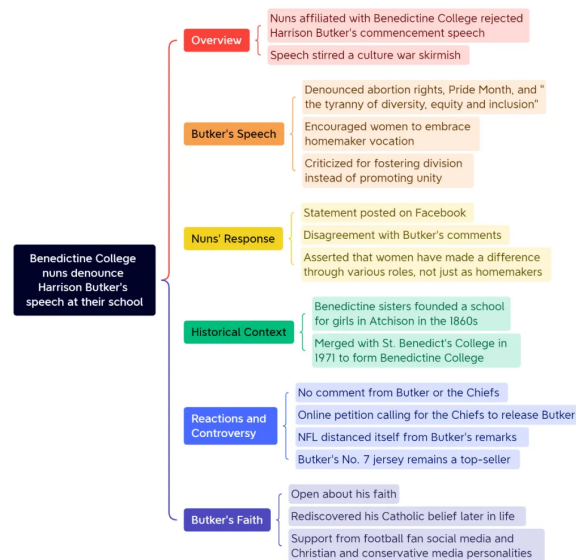 Benedictine College
nuns denounce
Harrison Butker's
speech at their school
Overview
Nuns affiliated with Benedictine College rejected
Harrison Butker's commencement speech
Speech stirred a culture war skirmish
Butker's Speech
Denounced abortion rights, Pride Month, and "
the tyranny of diversity, equity and inclusion"
Encouraged women to embrace
homemaker vocation
Criticized for fostering division
instead of promoting unity
Nuns' Response
Statement posted on Facebook
Disagreement with Butker's comments
Asserted that women have made a difference
through various roles, not just as homemakers
Historical Context
Benedictine sisters founded a school
for girls in Atchison in the 1860s
Merged with St. Benedict's College in
1971 to form Benedictine College
Reactions and
Controversy
No comment from Butker or the Chiefs
Online petition calling for the Chiefs to release Butker
NFL distanced itself from Butker's remarks
Butker's No. 7 jersey remains a top-seller
Butker's Faith
Open about his faith
Rediscovered his Catholic belief later in life
Support from football fan social media and
Christian and conservative media personalities